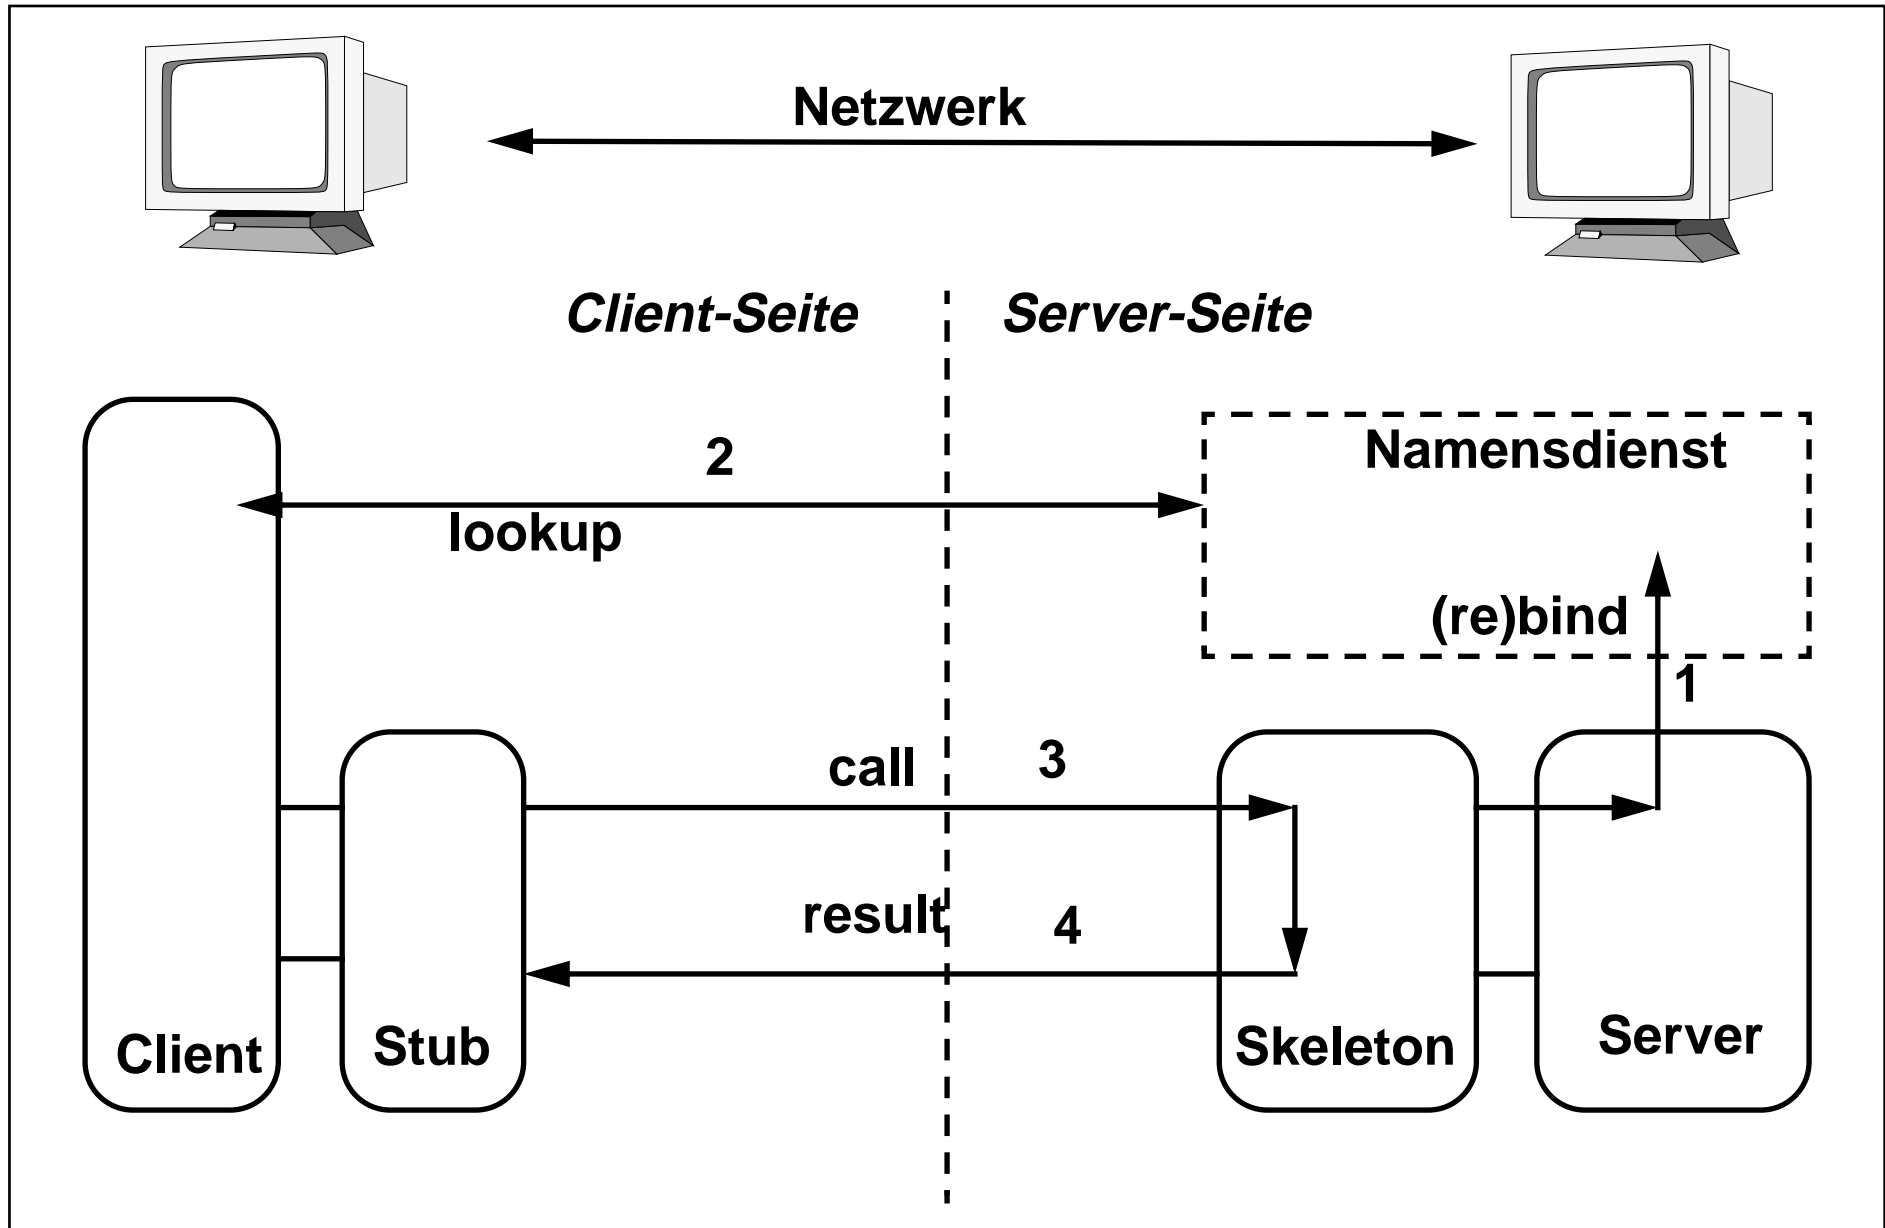 Netzwerk
Client-Seite
Server-Seite
2
lookup
Namensdienst
(re)bind
1
call
3
result
4
Client
Stub
Skeleton
Server